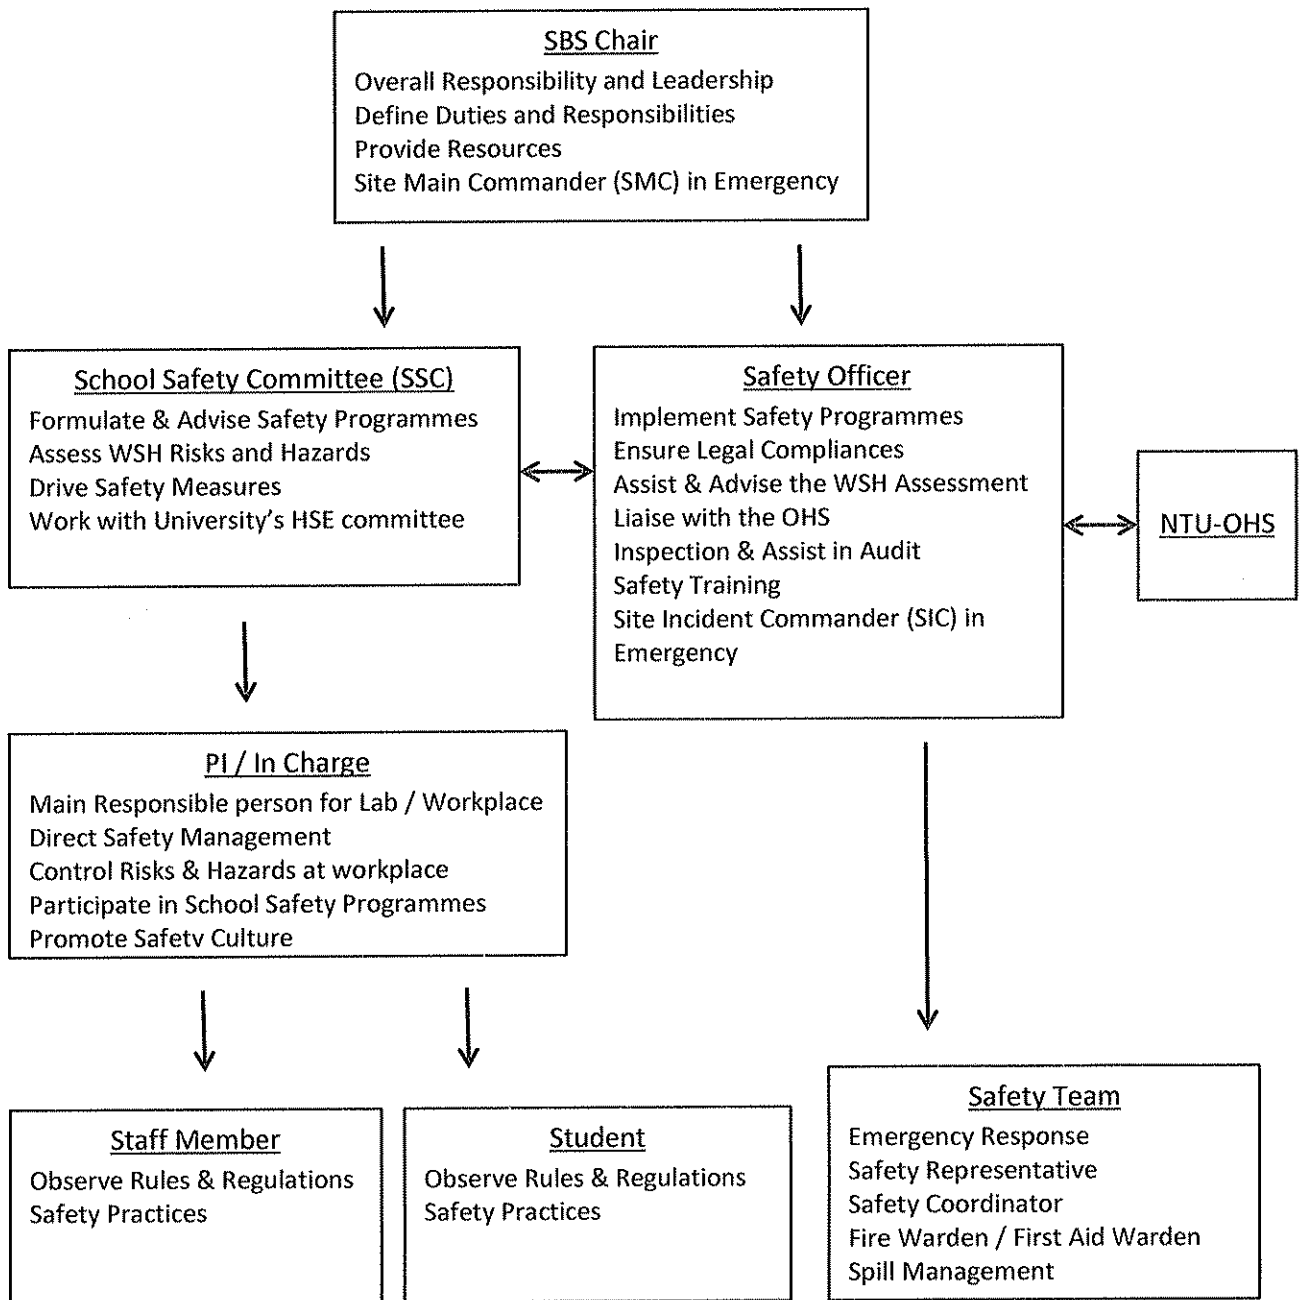 SBS Chair
Overall Responsibility and Leadership
Define Duties and Responsibilities
Provide Resources
Site Main Commander (SMC) in Emergency
School Safety Committee (SSC)
Formulate & Advise Safety Programmes
Assess WSH Risks and Hazards
Drive Safety Measures
Work with University's HSE committee
Safety Officer
Implement Safety Programmes
Ensure Legal Compliances
Assist & Advise the WSH Assessment
Liaise with the OHS
Inspection & Assist in Audit
Safety Training
Site Incident Commander (SIC) in
Emergency
NTU-OHS
PI / In Charge
Main Responsible person for Lab / Workplace
Direct Safety Management
Control Risks & Hazards at workplace
Participate in School Safety Programmes
Promote Safety Culture
Staff Member
Observe Rules & Regulations
Safety Practices
Student
Observe Rules & Regulations
Safety Practices
Safety Team
Emergency Response
Safety Representative
Safety Coordinator
Fire Warden / First Aid Warden
Spill Management